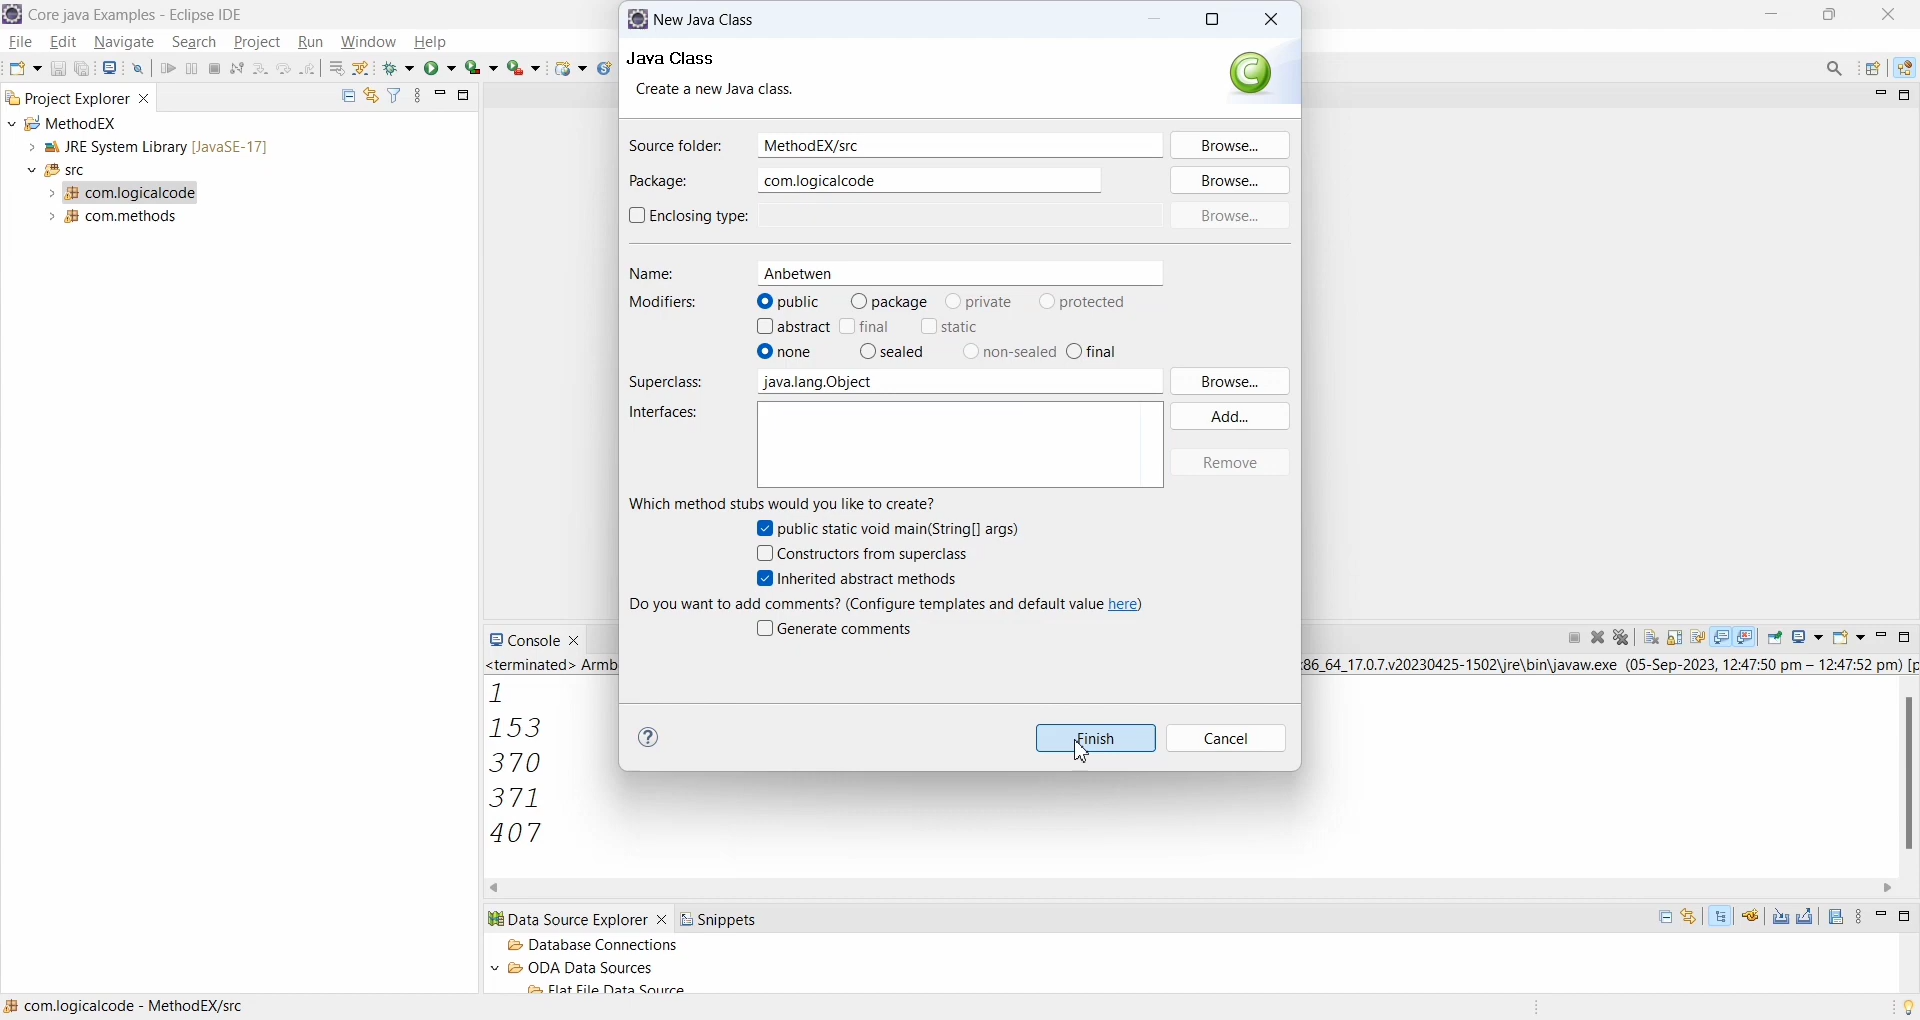 Core java Examples - Eclipse IDE
File Edit Navigate Search Project Run Window Help
Project Explorer
MethodEX
JRE System Library [JavaSE-17]
src
com.logicalcode
com.methods
New Java Class
Java Class
Create a new Java class.
Source folder: MethodEX/src Browse...
Package: com.logicalcode Browse...
Enclosing type: Browse...
Name: Anbetwen
Modifiers: public package private protected
abstract final static
none sealed non-sealed final
Superclass: java.lang.Object Browse...
Interfaces: Add...
Remove
Which method stubs would you like to create?
public static void main(String[] args)
Constructors from superclass
Inherited abstract methods
Do you want to add comments? (Configure templates and default value here)
Generate comments
Finish Cancel
Console
<terminated> Armb
86_64_17.0.7.v20230425-1502\jre\bin\javaw.exe (05-Sep-2023, 12:47:50 pm – 12:47:52 pm) [p
1
153
370
371
407
Data Source Explorer Snippets
Database Connections
ODA Data Sources
Flat File Data Source
com.logicalcode - MethodEX/src